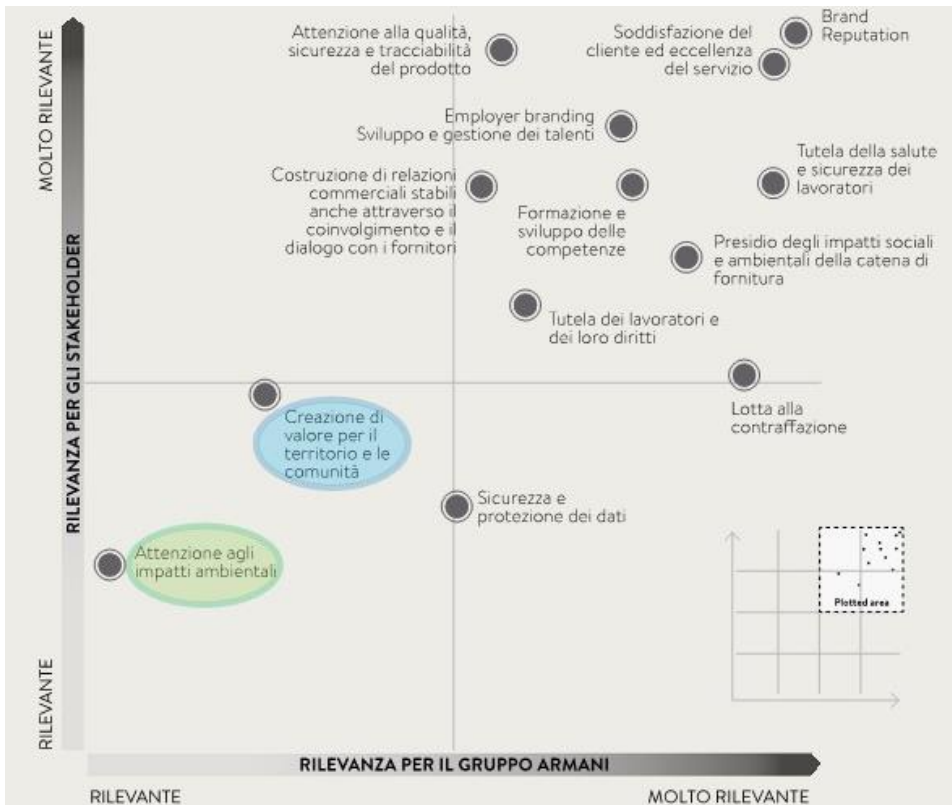 MOLTO RILEVANTE
RILEVANZA PER GLI STAKEHOLDER
RILEVANTE
Attenzione alla qualità,
sicurezza e tracciabilità
del prodotto
Soddisfazione del
cliente ed eccellenza
del servizio
Brand
Reputation
Employer branding
Sviluppo e gestione dei talenti
Costruzione di relazioni
commerciali stabili
anche attraverso il
coinvolgimento e il
dialogo con i fornitori
Formazione e
sviluppo delle
competenze
Tutela della salute
e sicurezza dei
lavoratori
Presidio degli impatti sociali
e ambientali della catena di
fornitura
Tutela dei lavoratori e
dei loro diritti
Lotta alla
contraffazione
Creazione di
valore per il
territorio e le
comunità
Sicurezza e
protezione dei dati
Attenzione agli
impatti ambientali
Plotted area
RILEVANZA PER IL GRUPPO ARMANI
RILEVANTE
MOLTO RILEVANTE